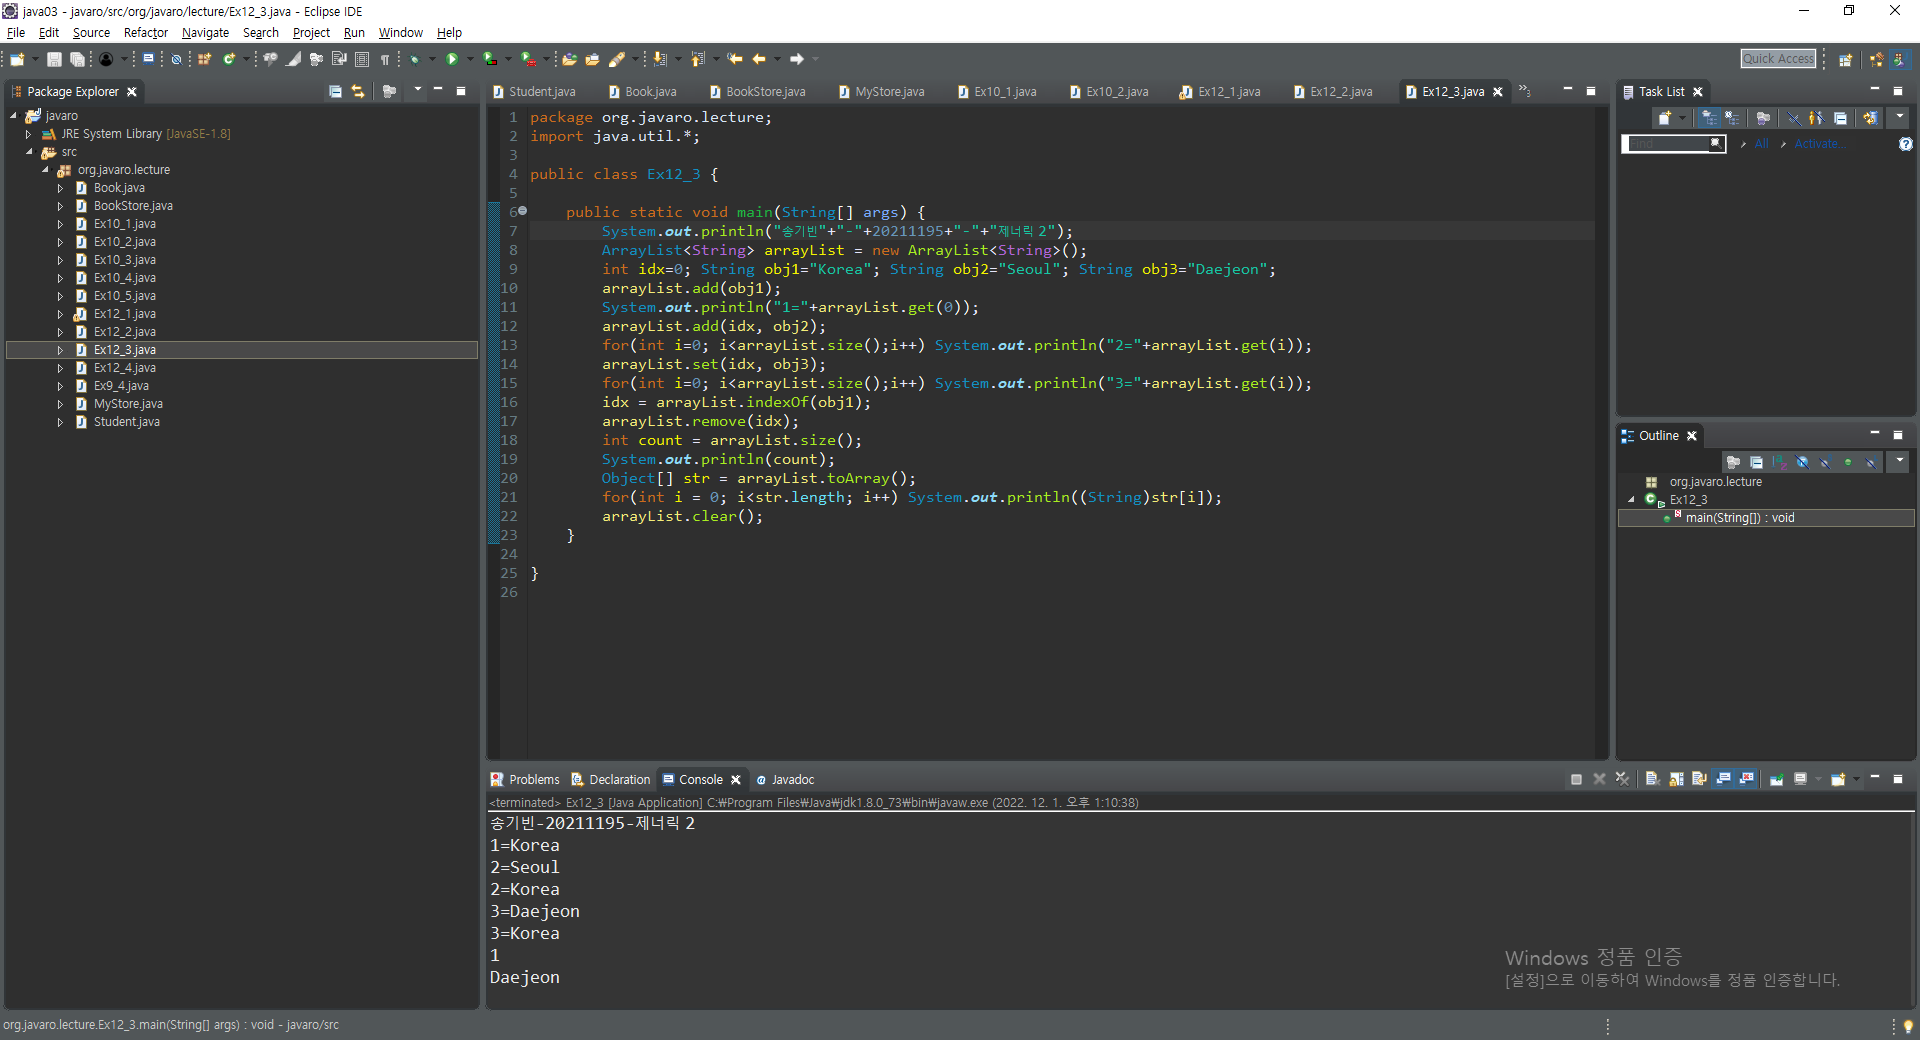 java03 - javaro/src/org/javaro/lecture/Ex12_3.java - Eclipse IDE
File Edit Source Refactor Navigate Search Project Run Window Help
Quick Access
Package Explorer
javaro
JRE System Library [JavaSE-1.8]
src
org.javaro.lecture
Book.java
BookStore.java
Ex10_1.java
Ex10_2.java
Ex10_3.java
Ex10_4.java
Ex10_5.java
Ex12_1.java
Ex12_2.java
Ex12_3.java
Ex12_4.java
Ex9_4.java
MyStore.java
Student.java
Student.java Book.java BookStore.java MyStore.java Ex10_1.java Ex10_2.java Ex12_1.java Ex12_2.java Ex12_3.java »3
1 package org.javaro.lecture;
2 import java.util.*;
3
4 public class Ex12_3 {
5
6 public static void main(String[] args) {
7 System.out.println("송기빈"+"-"+20211195+"-"+"제너릭 2");
8 ArrayList<String> arrayList = new ArrayList<String>();
9 int idx=0; String obj1="Korea"; String obj2="Seoul"; String obj3="Daejeon";
10 arrayList.add(obj1);
11 System.out.println("1="+arrayList.get(0));
12 arrayList.add(idx, obj2);
13 for(int i=0; i<arrayList.size();i++) System.out.println("2="+arrayList.get(i));
14 arrayList.set(idx, obj3);
15 for(int i=0; i<arrayList.size();i++) System.out.println("3="+arrayList.get(i));
16 idx = arrayList.indexOf(obj1);
17 arrayList.remove(idx);
18 int count = arrayList.size();
19 System.out.println(count);
20 Object[] str = arrayList.toArray();
21 for(int i = 0; i<str.length; i++) System.out.println((String)str[i]);
22 arrayList.clear();
23 }
24
25 }
26
Task List
Find All Activate...
Outline
org.javaro.lecture
Ex12_3
main(String[]) : void
Problems Declaration Console Javadoc
<terminated> Ex12_3 [Java Application] C:₩Program Files₩Java₩jdk1.8.0_73₩bin₩javaw.exe (2022. 12. 1. 오후 1:10:38)
송기빈-20211195-제너릭 2
1=Korea
2=Seoul
2=Korea
3=Daejeon
3=Korea
1
Daejeon
Windows 정품 인증
[설정]으로 이동하여 Windows를 정품 인증합니다.
org.javaro.lecture.Ex12_3.main(String[] args) : void - javaro/src